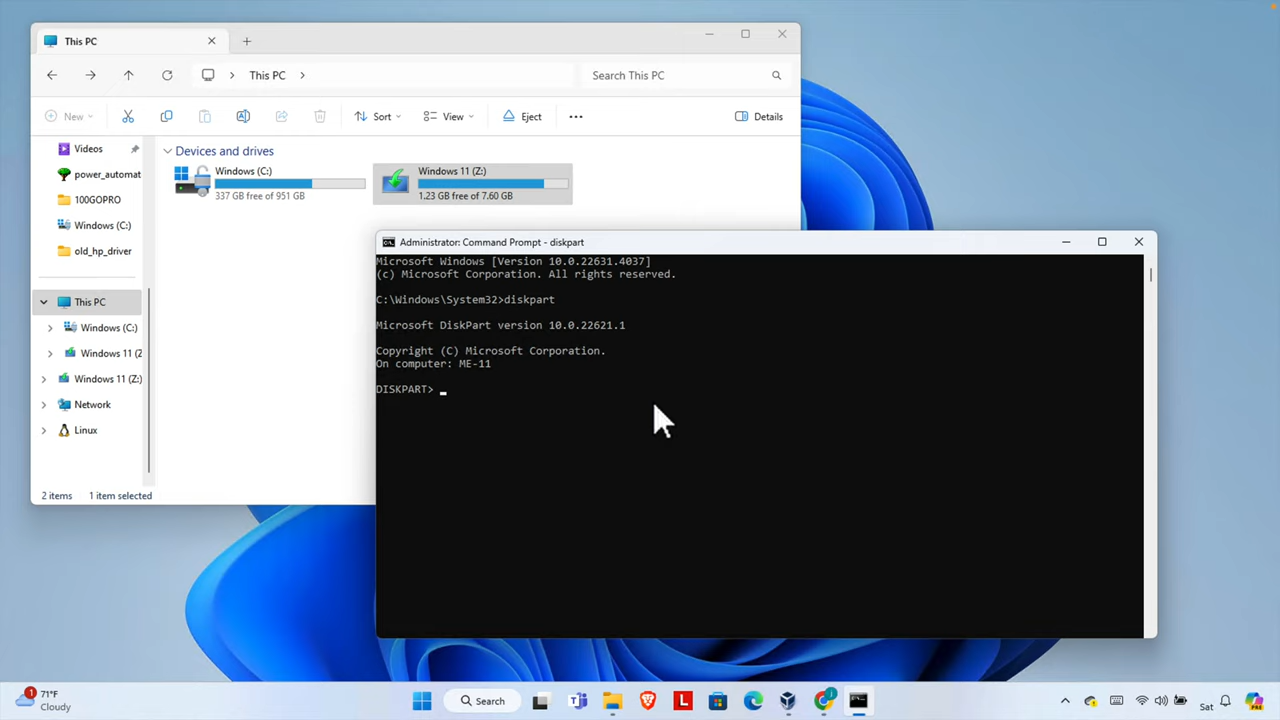 This PC
This PC
Search This PC
New
Sort
View
Eject
Details
Videos
power_automat
100GOPRO
Windows (C:)
old_hp_driver
This PC
Windows (C:)
Windows 11 (Z
Windows 11 (Z:)
Network
Linux
Devices and drives
Windows (C:)
337 GB free of 951 GB
Windows 11 (Z:)
1.23 GB free of 7.60 GB
2 items
1 item selected
Administrator: Command Prompt - diskpart
Microsoft Windows [Version 10.0.22631.4037]
(c) Microsoft Corporation. All rights reserved.
C:\Windows\System32>diskpart
Microsoft DiskPart version 10.0.22621.1
Copyright (C) Microsoft Corporation.
On computer: ME-11
DISKPART>
1
71°F
Cloudy
Search
L
Sat
PRE